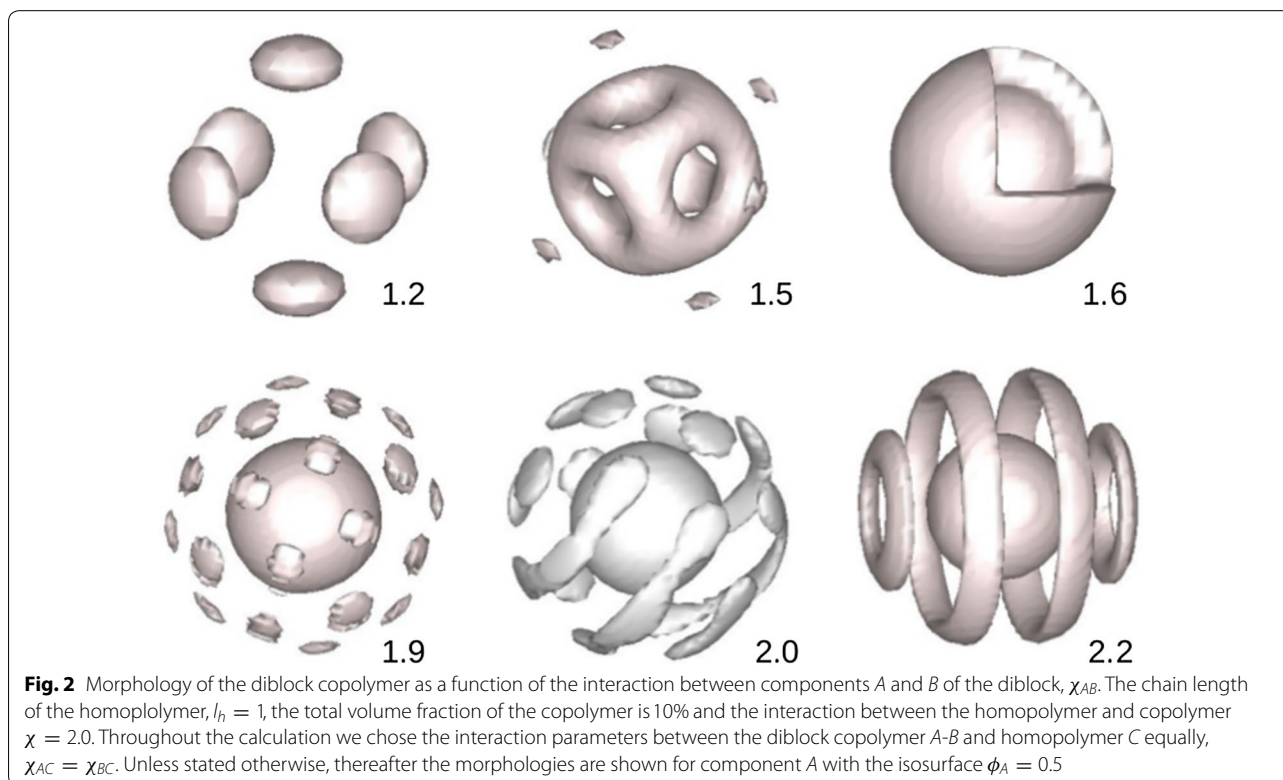 1.2
1.5
1.6
1.9
2.0
2.2
Fig. 2 Morphology of the diblock copolymer as a function of the interaction between components A and B of the diblock, χAB. The chain length
of the homoplolymer, lh = 1, the total volume fraction of the copolymer is 10% and the interaction between the homopolymer and copolymer
χ = 2.0. Throughout the calculation we chose the interaction parameters between the diblock copolymer A-B and homopolymer C equally,
χAC = χBC. Unless stated otherwise, thereafter the morphologies are shown for component A with the isosurface ϕA = 0.5